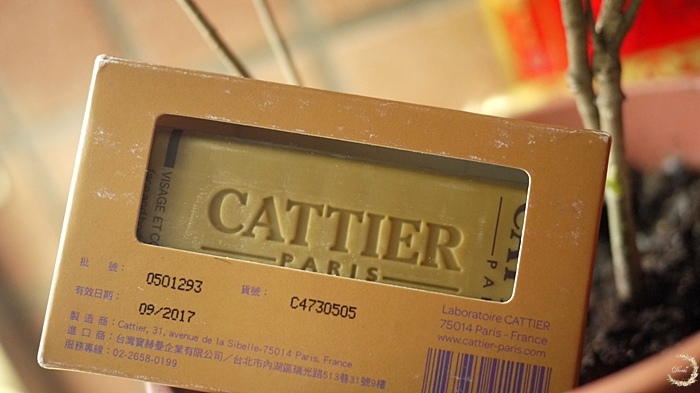 VISAGE ET
CATTIER
PARIS
批 號： 0501293
貨號： C4730505
有效日期： 09/2017
製 造 商：Cattier, 31, avenue de la Sibelle-75014 Paris, France
進 口 商：台灣寶赫曼企業有限公司／台北市內湖區瑞光路513巷31號9樓
服務專線：02-2658-0199
Laboratoire CATTIER
75014 Paris - France
www.cattier-paris.com